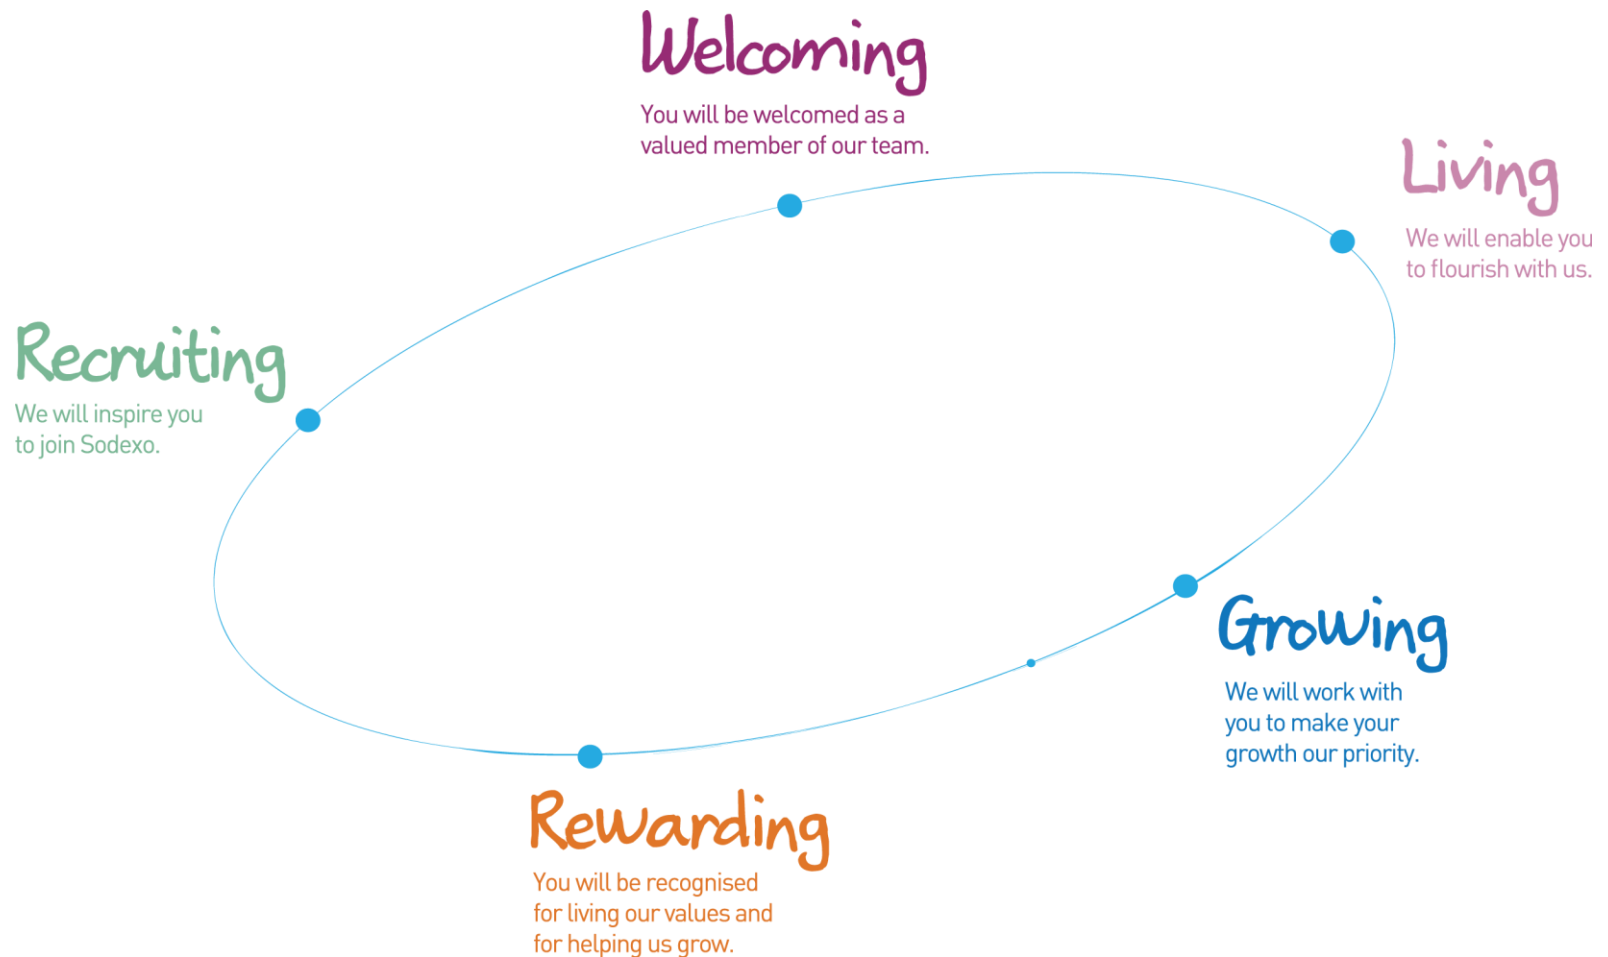 Welcoming
You will be welcomed as a
valued member of our team.
Living
We will enable you
to flourish with us.
Recruiting
We will inspire you
to join Sodexo.
Growing
We will work with
you to make your
growth our priority.
Rewarding
You will be recognised
for living our values and
for helping us grow.